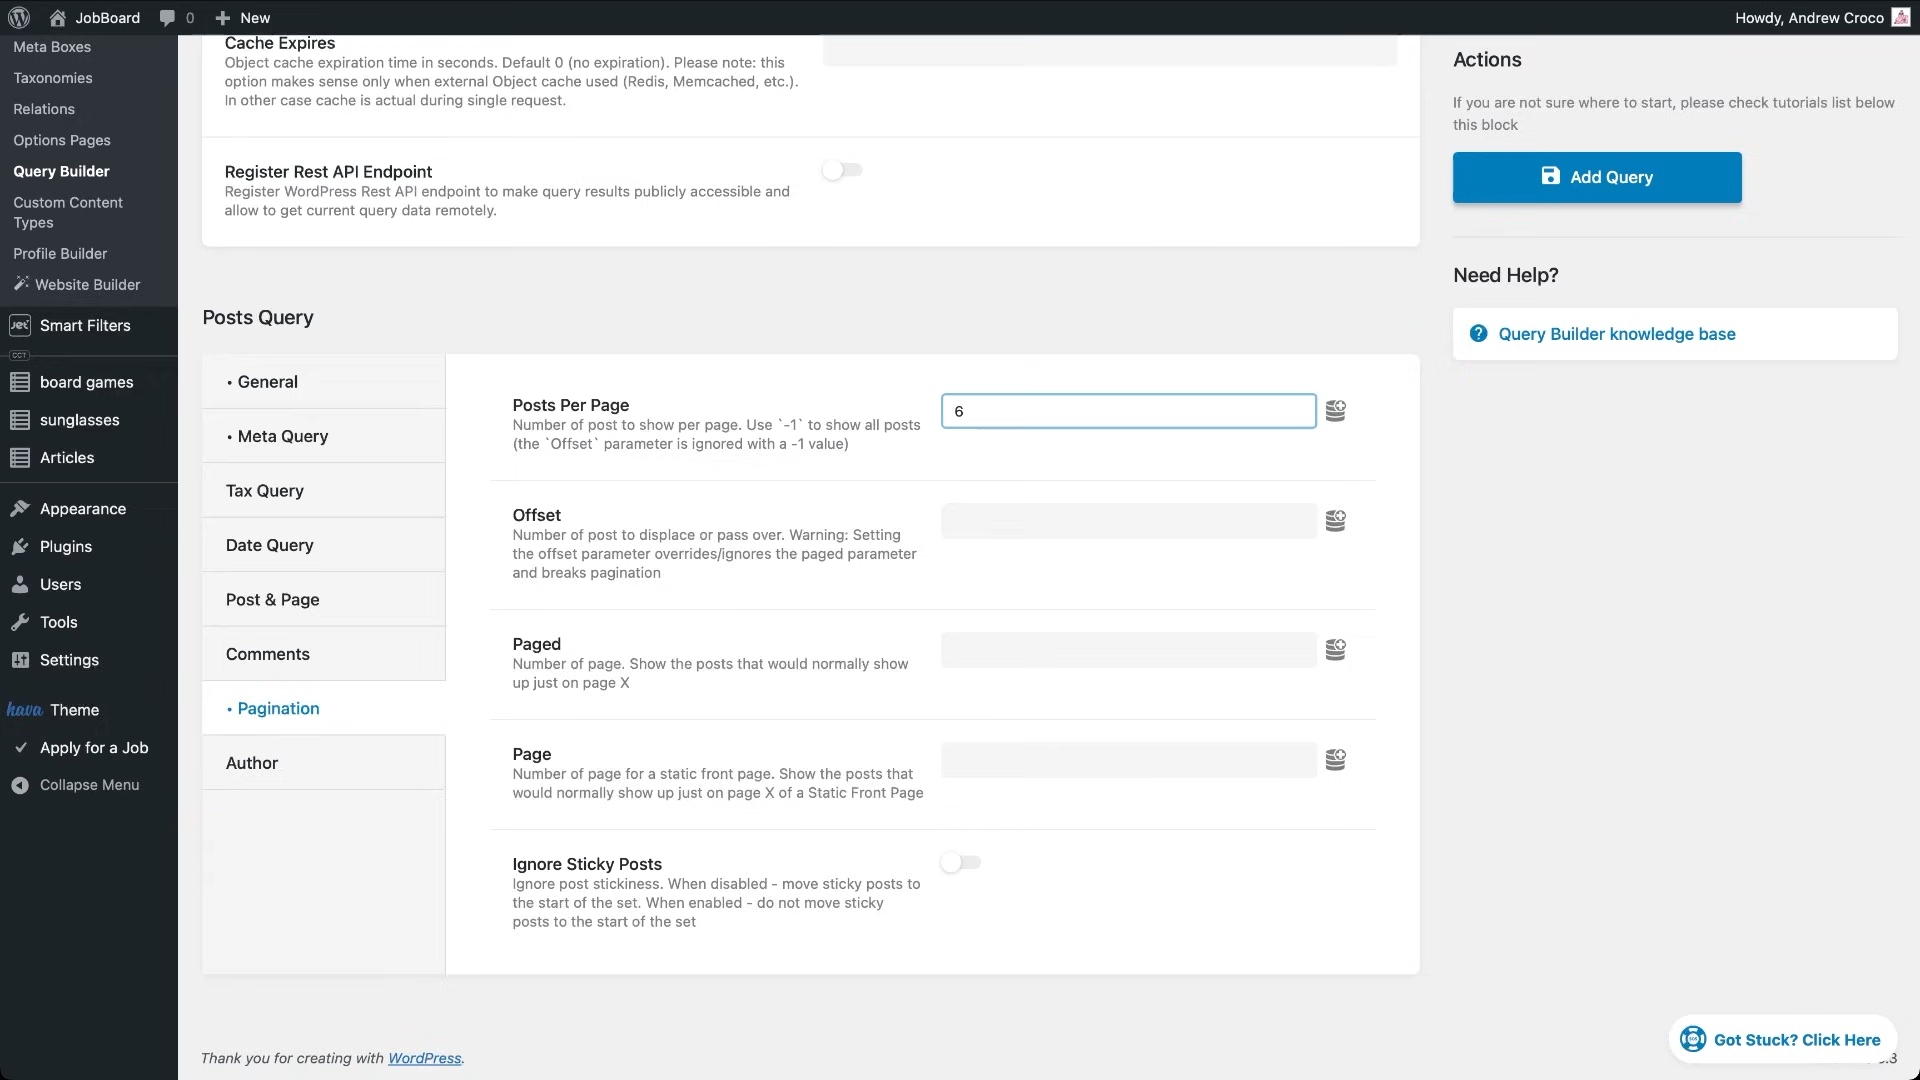 JobBoard
0
New
Howdy, Andrew Croco
Meta Boxes
Taxonomies
Relations
Options Pages
Query Builder
Custom Content
Types
Profile Builder
Website Builder
Jet
Smart Filters
CCT
board games
sunglasses
Articles
Appearance
Plugins
Users
Tools
Settings
kava Theme
Apply for a Job
Collapse Menu
Cache Expires
Object cache expiration time in seconds. Default 0 (no expiration). Please note: this
option makes sense only when external Object cache used (Redis, Memcached, etc.).
In other case cache is actual during single request.
Register Rest API Endpoint
Register WordPress Rest API endpoint to make query results publicly accessible and
allow to get current query data remotely.
Posts Query
• General
• Meta Query
Tax Query
Date Query
Post & Page
Comments
• Pagination
Author
Posts Per Page
Number of post to show per page. Use `-1` to show all posts
(the `Offset` parameter is ignored with a -1 value)
6
Offset
Number of post to displace or pass over. Warning: Setting
the offset parameter overrides/ignores the paged parameter
and breaks pagination
Paged
Number of page. Show the posts that would normally show
up just on page X
Page
Number of page for a static front page. Show the posts that
would normally show up just on page X of a Static Front Page
Ignore Sticky Posts
Ignore post stickiness. When disabled - move sticky posts to
the start of the set. When enabled - do not move sticky
posts to the start of the set
Actions
If you are not sure where to start, please check tutorials list below
this block
Add Query
Need Help?
Query Builder knowledge base
Thank you for creating with WordPress.
Got Stuck? Click Here